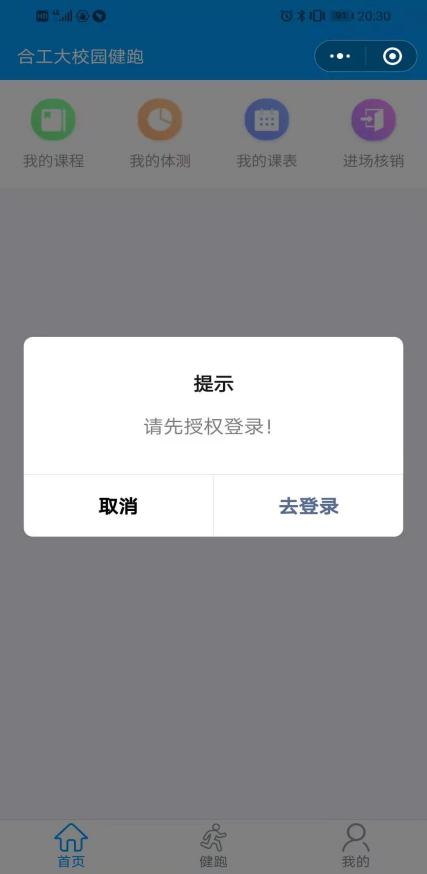 HD 4G 20:30
合工大校园健跑
我的课程 我的体测 我的课表 进场核销
提示
请先授权登录!
取消 去登录
首页 健跑 我的